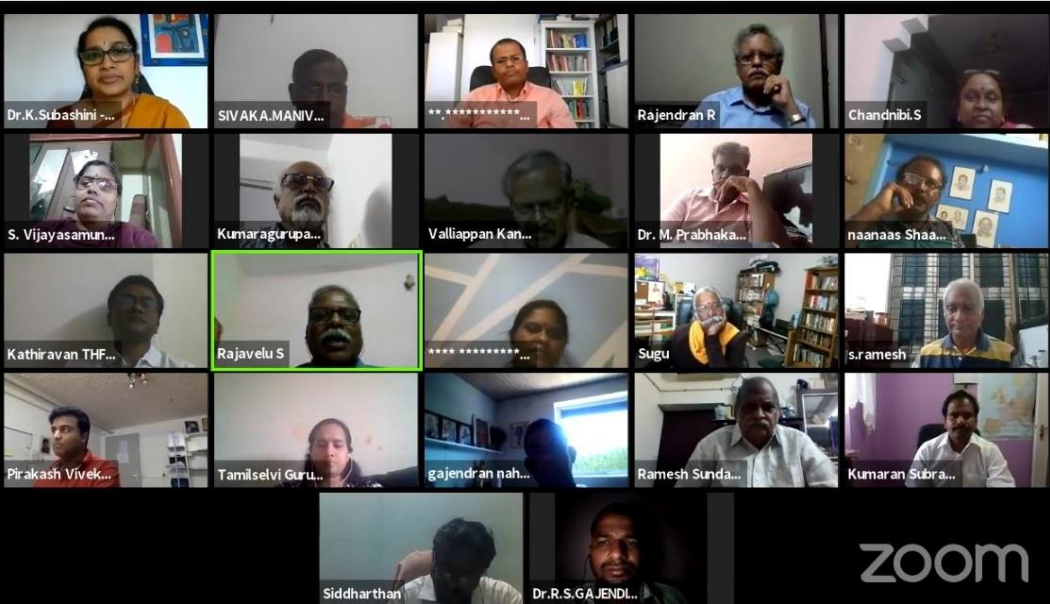 Dr.K.Subashini -...
SIVAKA.MANIV...
**.************...
Rajendran R
Chandnibi.S
S. Vijayasamun...
Kumaragurupa...
Valliappan Kan...
Dr. M. Prabhaka...
naanaas Shaa...
Kathiravan THF...
Rajavelu S
**** *********...
Sugu
s.ramesh
Pirakash Vivek...
Tamilselvi Guru...
gajendran nah...
Ramesh Sunda...
Kumaran Subra...
Siddharthan
Dr.R.S.GAJENDI...
zoom